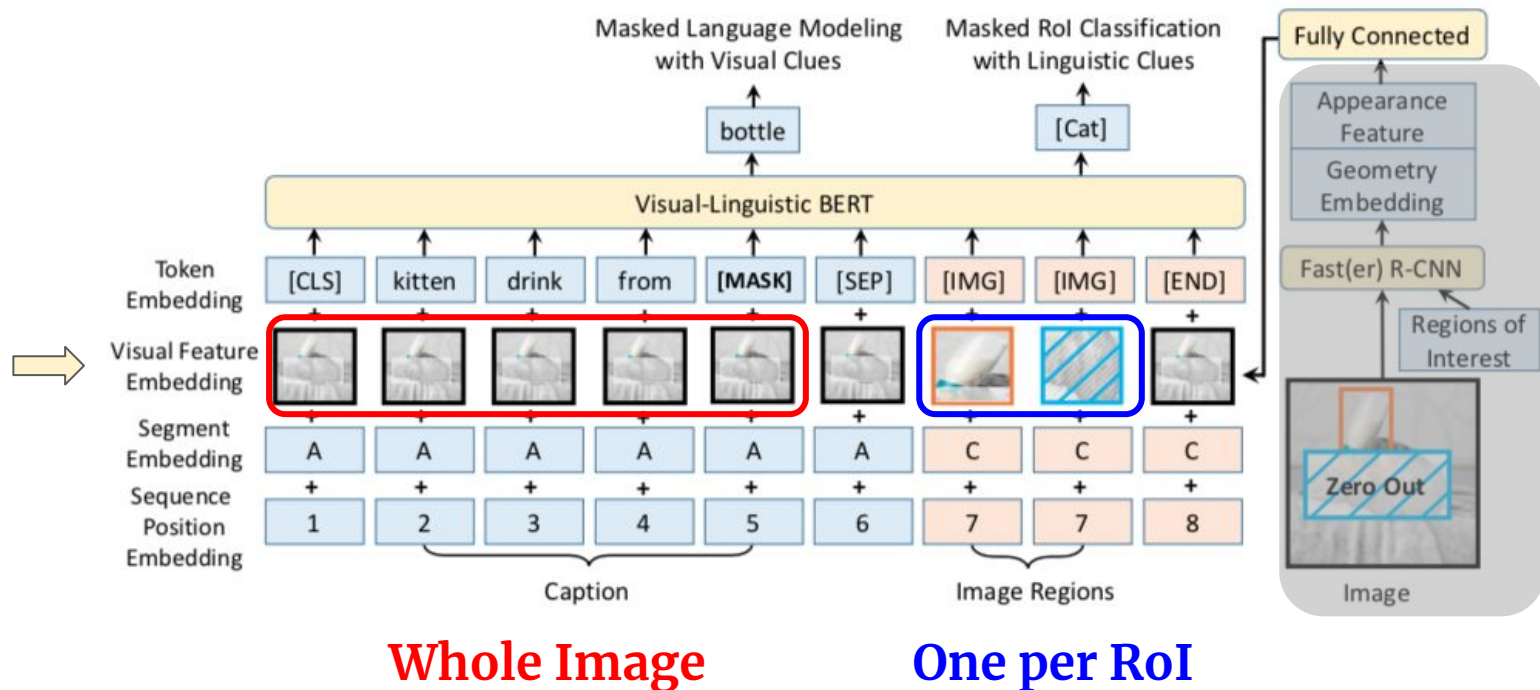 Masked Language Modeling
with Visual Clues
Masked RoI Classification
with Linguistic Clues
Fully Connected
bottle
[Cat]
Appearance
Feature
Geometry
Embedding
Visual-Linguistic BERT
Fast(er) R-CNN
Regions of
Interest
Token
Embedding
[CLS] kitten drink from [MASK] [SEP] [IMG] [IMG] [END]
+ + + + + + + + +
Visual Feature
Embedding
+ + + + + + + + +
Segment
Embedding
A A A A A A C C C
+ + + + + + + + +
Sequence
Position
Embedding
1 2 3 4 5 6 7 7 8
Zero Out
Caption
Image Regions
Image
Whole Image
One per RoI